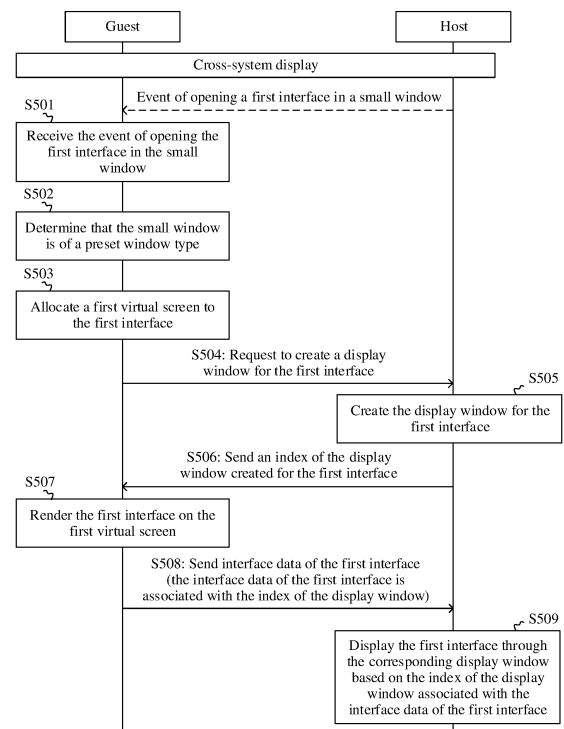 Guest
Host
Cross-system display
Event of opening a first interface in a small window
S501
Receive the event of opening the
first interface in the small
window
S502
Determine that the small window
is of a preset window type
S503
Allocate a first virtual screen to
the first interface
S504: Request to create a display
window for the first interface
S505
Create the display window for the
first interface
S506: Send an index of the display
window created for the first interface
S507
Render the first interface on the
first virtual screen
S508: Send interface data of the first interface
(the interface data of the first interface is
associated with the index of the display window)
S509
Display the first interface through
the corresponding display window
based on the index of the display
window associated with the
interface data of the first interface